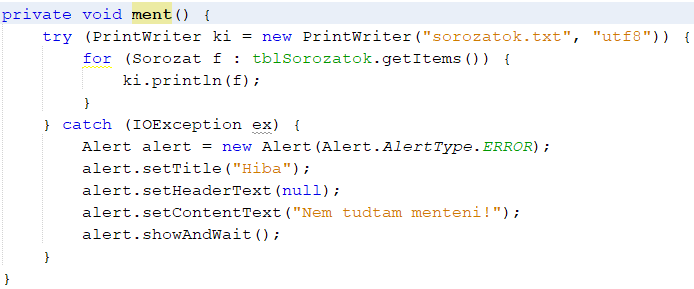 private void ment() {
    try (PrintWriter ki = new PrintWriter("sorozatok.txt", "utf8")) {
        for (Sorozat f : tblSorozatok.getItems()) {
            ki.println(f);
        }
    } catch (IOException ex) {
        Alert alert = new Alert(Alert.AlertType.ERROR);
        alert.setTitle("Hiba");
        alert.setHeaderText(null);
        alert.setContentText("Nem tudtam menteni!");
        alert.showAndWait();
    }
}